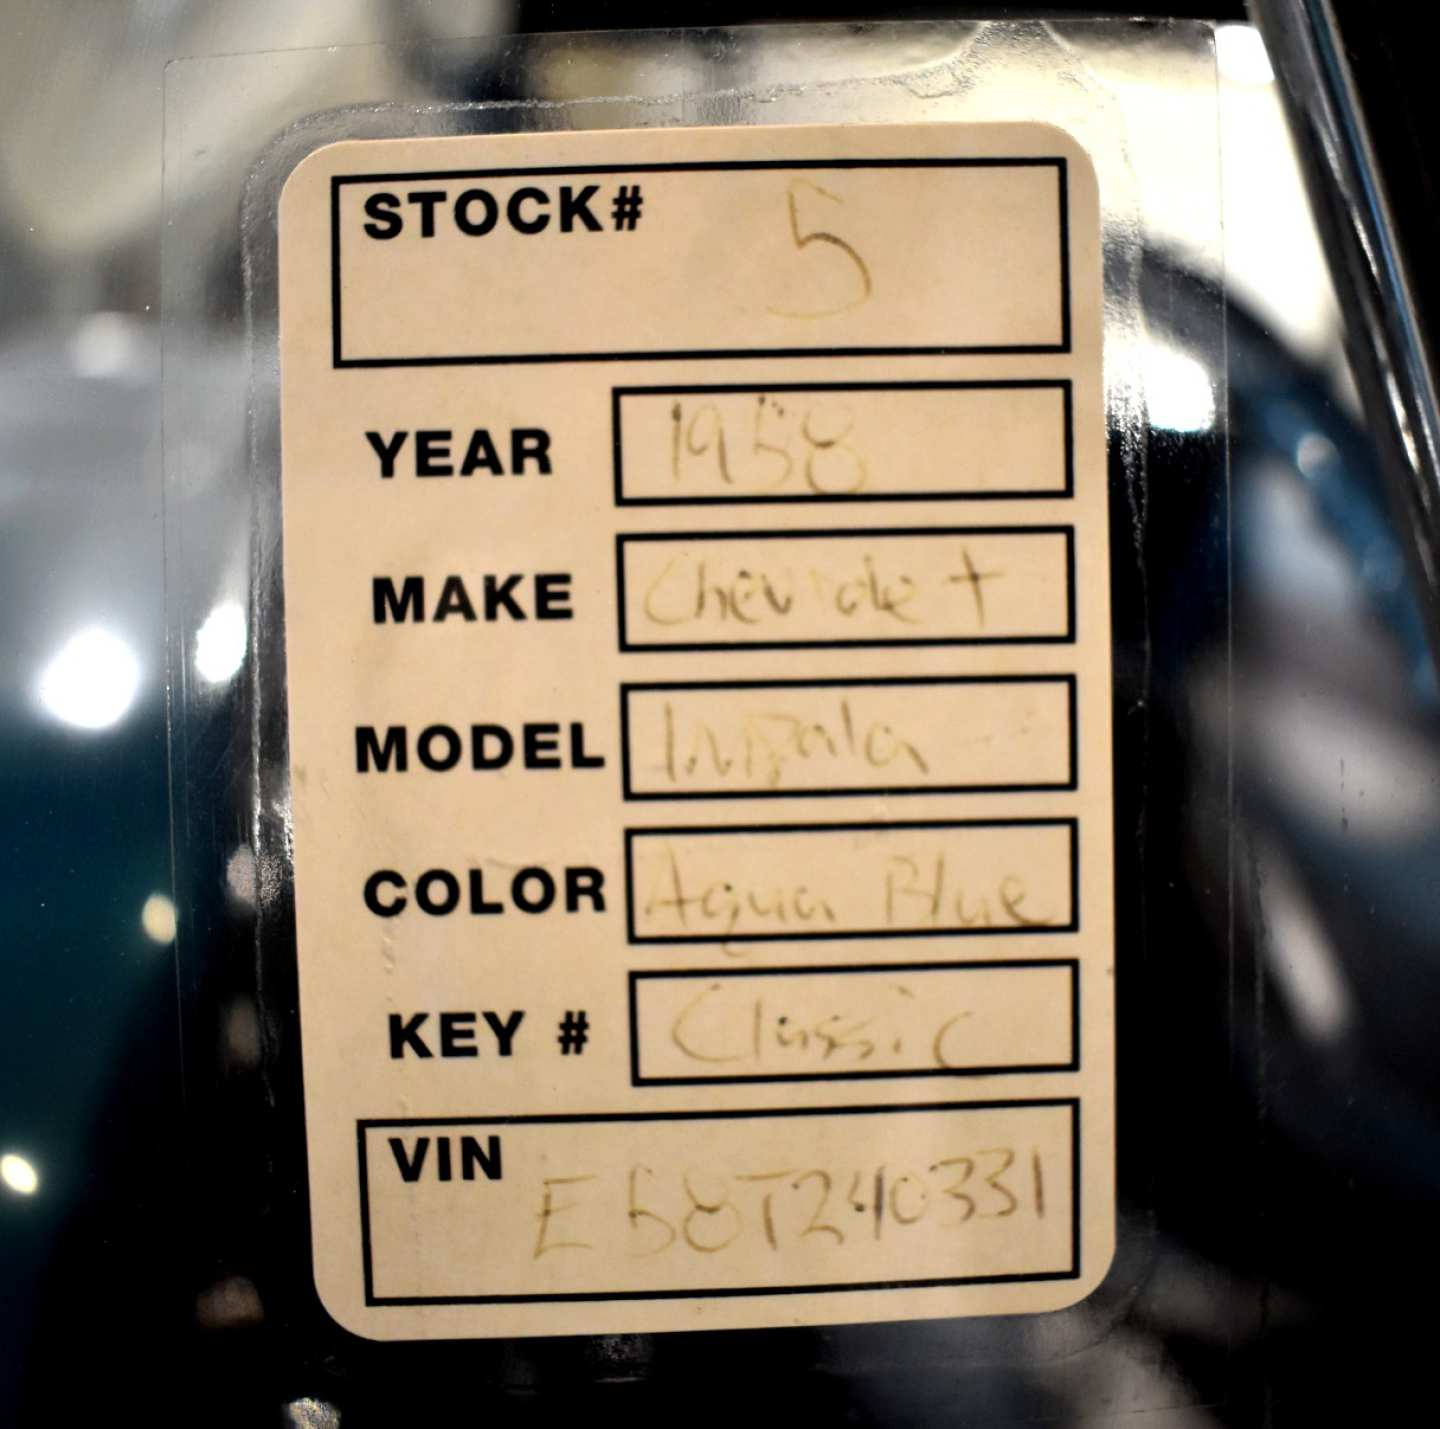 STOCK# 5
YEAR 1958
MAKE Chevrolet
MODEL Impala
COLOR Aqua Blue
KEY # Classic
VIN E58T240331